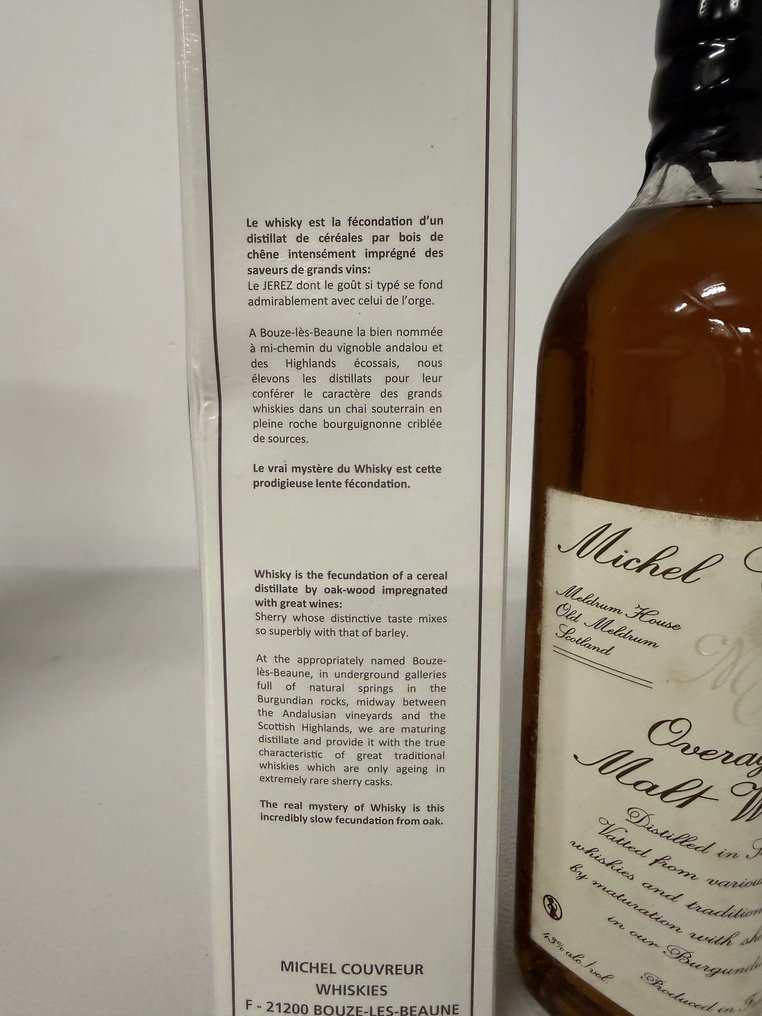 Le whisky est la fécondation d'un
distillat de céréales par bois de
chêne intensément imprégné des
saveurs de grands vins:
Le JEREZ dont le goût si typé se fond
admirablement avec celui de l'orge.
A Bouze-lès-Beaune la bien nommée
à mi-chemin du vignoble andalou et
des Highlands écossais, nous
élevons les distillats pour leur
conférer le caractère des grands
whiskies dans un chai souterrain en
pleine roche bourguignonne criblée
de sources.
Le vrai mystère du Whisky est cette
prodigieuse lente fécondation.
Whisky is the fecundation of a cereal
distillate by oak-wood impregnated
with great wines:
Sherry whose distinctive taste mixes
so superbly with that of barley.
At the appropriately named Bouze-
lès-Beaune, in underground galleries
full of natural springs in the
Burgundian rocks, midway between
the Andalusian vineyards and the
Scottish Highlands, we are maturing
distillate and provide it with the true
characteristic of great traditional
whiskies which are only ageing in
extremely rare sherry casks.
The real mystery of Whisky is this
incredibly slow fecundation from oak.
MICHEL COUVREUR
WHISKIES
F - 21200 BOUZE-LES-BEAUNE
Michel
Meldrum House
Old Meldrum
Scotland
Overag
Malt W
Distilled in S
Vatted from various
whiskies and tradition
by maturation with sh
in our Burgund
43% alc./vol.
Produced in Fr